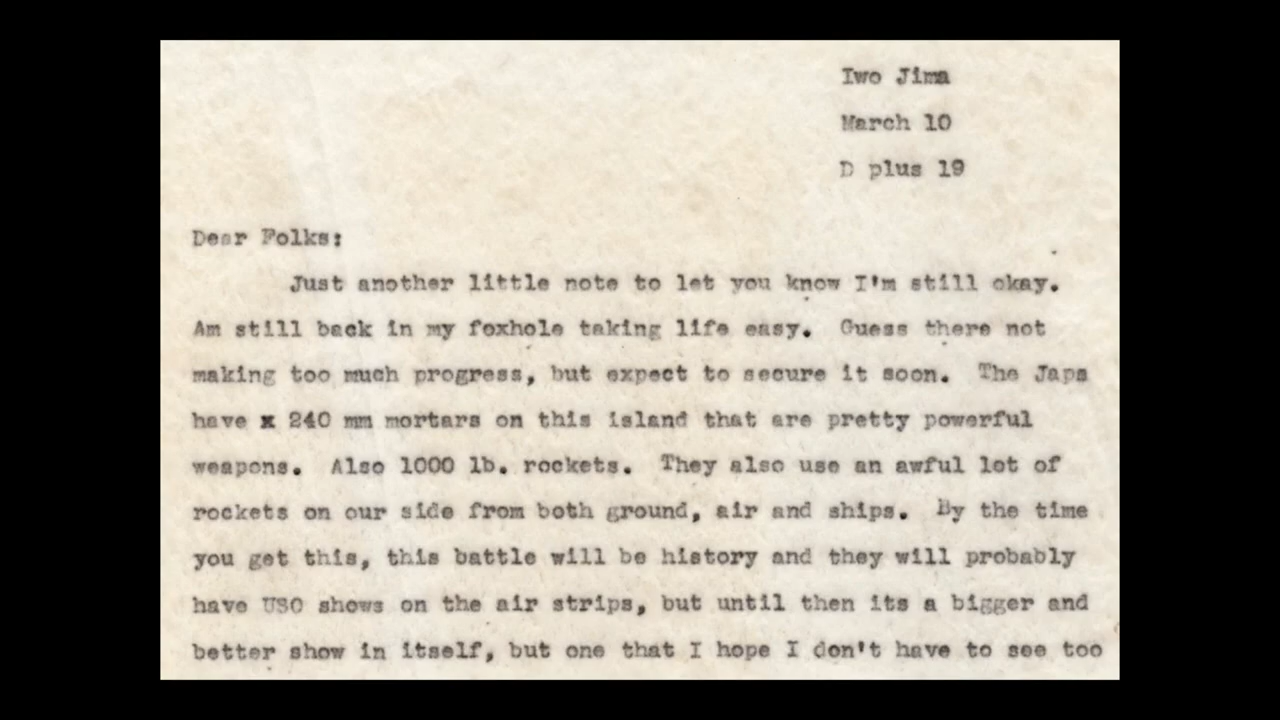 Iwo Jima
March 10
D plus 19
Dear Folks:
Just another little note to let you know I'm still okay.
Am still back in my foxhole taking life easy.  Guess there not
making too much progress, but expect to secure it soon.  The Japs
have x 240 mm mortars on this island that are pretty powerful
weapons.  Also 1000 lb. rockets.  They also use an awful lot of
rockets on our side from both ground, air and ships.  By the time
you get this, this battle will be history and they will probably
have USO shows on the air strips, but until then its a bigger and
better show in itself, but one that I hope I don't have to see too